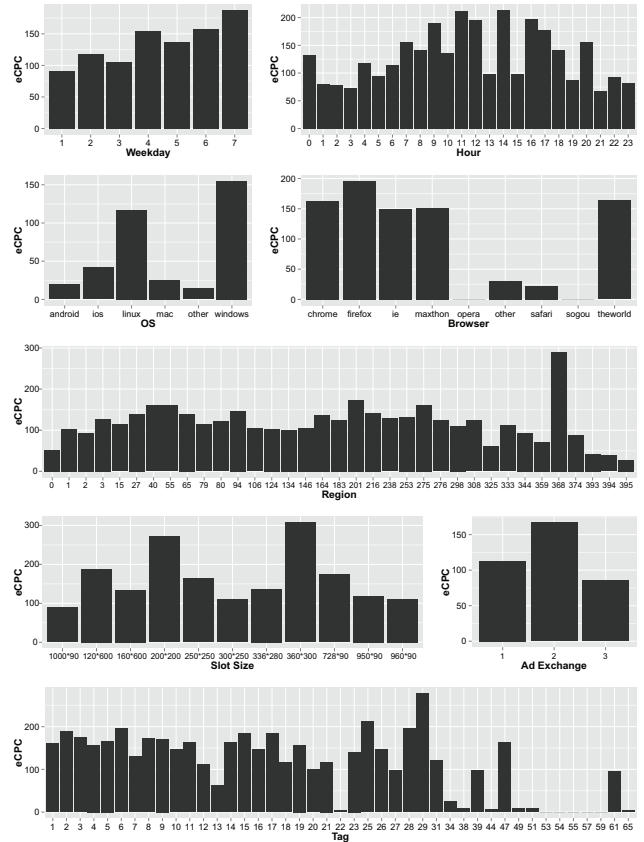 eCPC
150
100
50
0
1 2 3 4 5 6 7
Weekday
eCPC
200
150
100
50
0
0 1 2 3 4 5 6 7 8 9 10 11 12 13 14 15 16 17 18 19 20 21 22 23
Hour
eCPC
150
100
50
0
android ios linux mac other windows
OS
eCPC
200
150
100
50
0
chrome firefox ie maxthon opera other safari sogou theworld
Browser
eCPC
300
200
100
0
0 1 2 3 15 27 40 55 65 79 80 94 106 124 134 146 164 183 201 216 238 253 275 276 298 308 325 333 344 359 368 374 393 394 395
Region
eCPC
300
200
100
0
1000*90 120*600 160*600 200*200 250*250 300*250 336*280 360*300 728*90 950*90 960*90
Slot Size
eCPC
150
100
50
0
1 2 3
Ad Exchange
eCPC
200
100
0
1 2 3 4 5 6 7 8 9 10 11 12 13 14 15 16 17 18 19 20 21 22 23 24 25 26 27 28 29 31 34 38 39 44 47 49 51 53 54 55 57 59 61 65
Tag